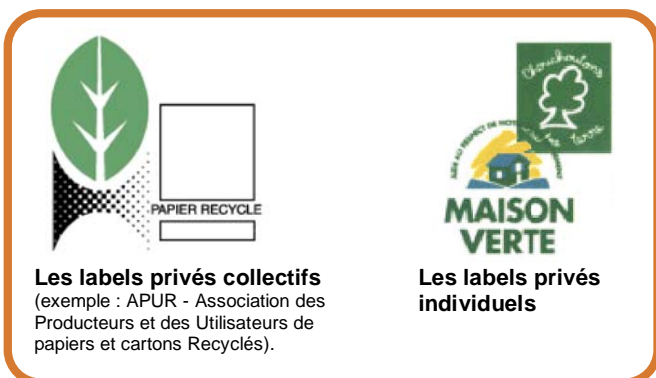 PAPIER RECYCLE
Les labels privés collectifs
(exemple : APUR - Association des
Producteurs et des Utilisateurs de
papiers et cartons Recyclés).
MAISON
VERTE
Les labels privés
individuels